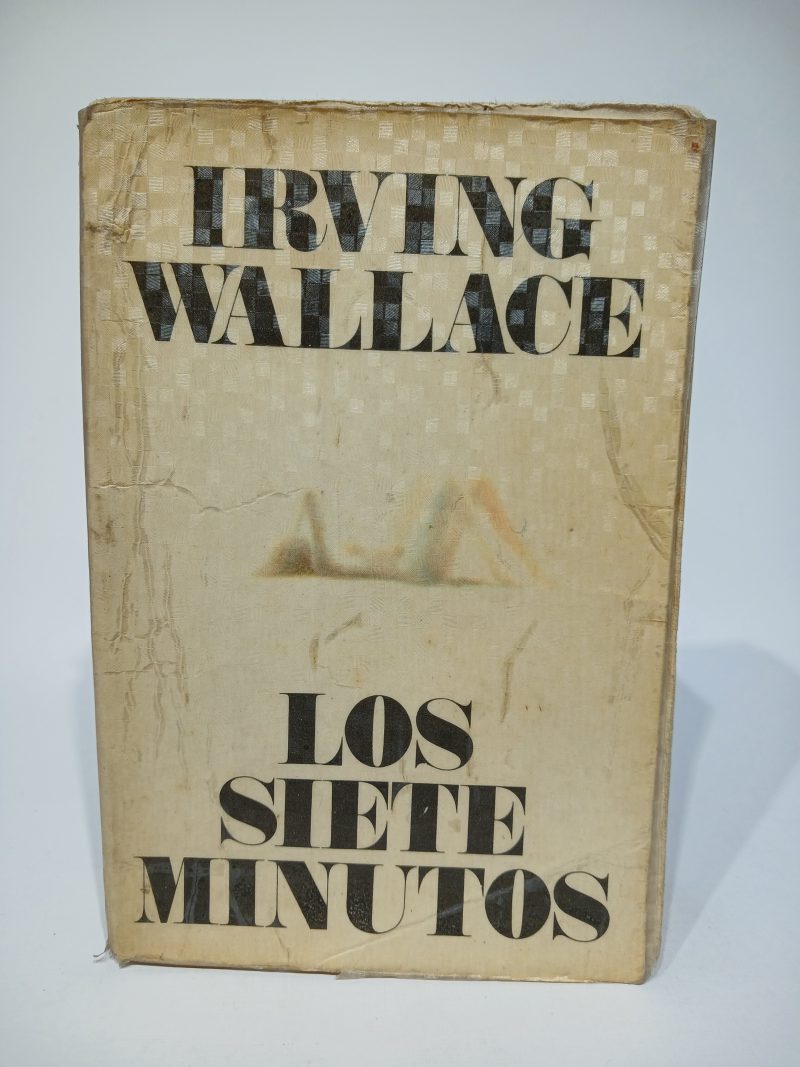 IRVING
WALLACE
LOS
SIETE
MINUTOS